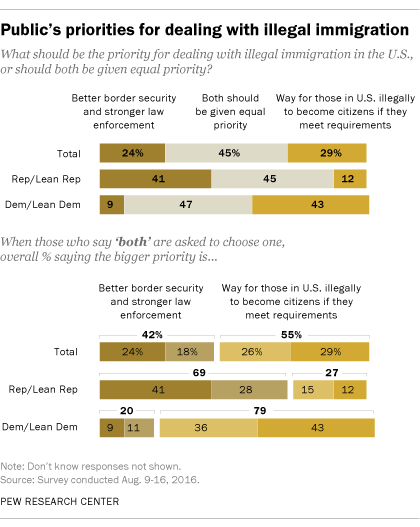 Public's priorities for dealing with illegal immigration
What should be the priority for dealing with illegal immigration in the U.S.,
or should both be given equal priority?
Better border security
and stronger law
enforcement
Both should
be given equal
priority
Way for those in U.S. illegally
to become citizens if they
meet requirements
Total 24% 45% 29%
Rep/Lean Rep 41 45 12
Dem/Lean Dem 9 47 43
When those who say 'both' are asked to choose one,
overall % saying the bigger priority is...
Better border security
and stronger law
enforcement
Way for those in U.S. illegally
to become citizens if they
meet requirements
42% 55%
Total 24% 18% 26% 29%
69 27
Rep/Lean Rep 41 28 15 12
20 79
Dem/Lean Dem 9 11 36 43
Note: Don't know responses not shown.
Source: Survey conducted Aug. 9-16, 2016.
PEW RESEARCH CENTER